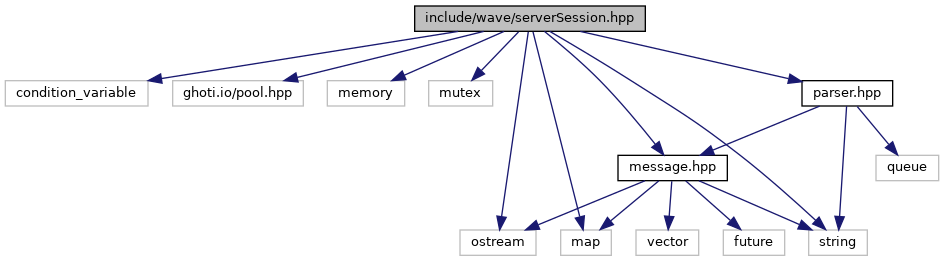 include/wave/serverSession.hpp
condition_variable
ghoti.io/pool.hpp
memory
mutex
parser.hpp
message.hpp
queue
ostream
map
vector
future
string